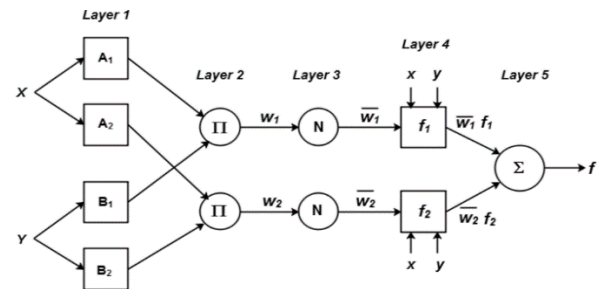 Layer 1
Layer 2
Layer 3
Layer 4
Layer 5
X
Y
A₁
A₂
B₁
B₂
Π
Π
w₁
w₂
N
N
w̅₁
w̅₂
x y
f₁
f₂
x y
w̅₁ f₁
w̅₂ f₂
Σ
f